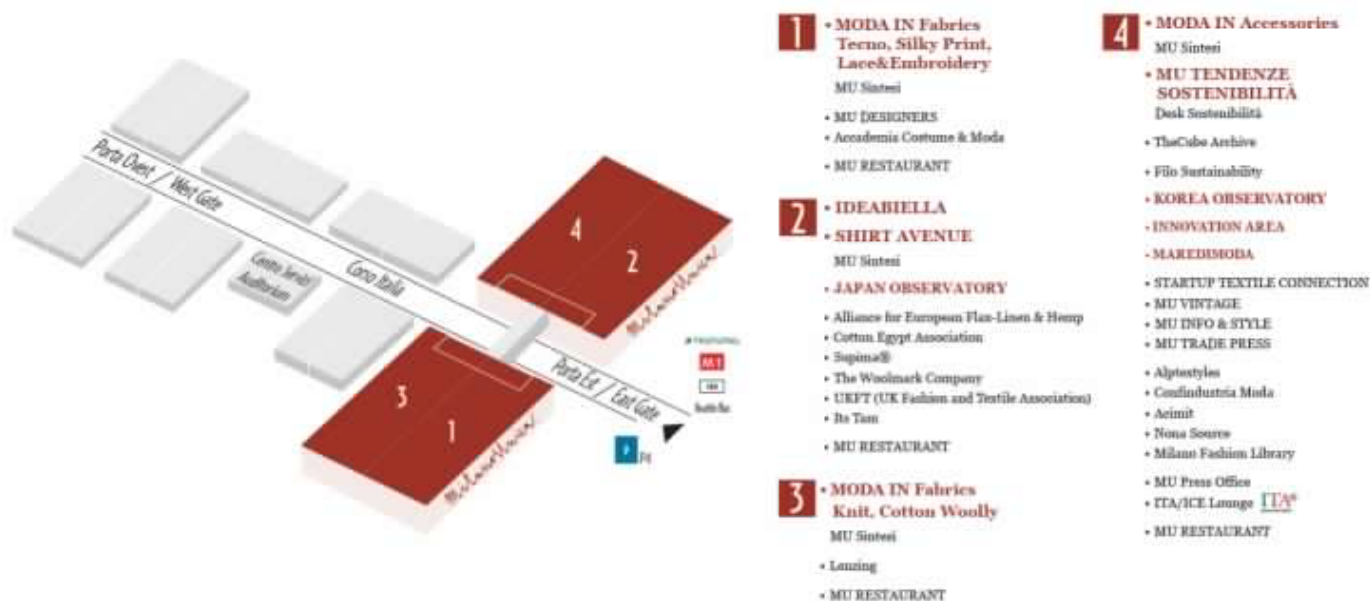 Porta Ovest / West Gate
Centro Servizi
Auditorium
Corso Italia
4
2
MilanoUnica
3
1
MilanoUnica
Porta Est / East Gate
M1
P
P4
1
• MODA IN Fabrics
Tecno, Silky Print,
Lace&Embroidery
MU Sintesi
• MU DESIGNERS
• Accademia Costume & Moda
• MU RESTAURANT
2
• IDEABIELLA
• SHIRT AVENUE
MU Sintesi
• JAPAN OBSERVATORY
• Alliance for European Flax-Linen & Hemp
• Cotton Egypt Association
• Supima®
• The Woolmark Company
• UKFT (UK Fashion and Textile Association)
• Its Tam
• MU RESTAURANT
3
• MODA IN Fabrics
Knit, Cotton Woolly
MU Sintesi
• Lenzing
• MU RESTAURANT
4
• MODA IN Accessories
MU Sintesi
• MU TENDENZE
SOSTENIBILITÀ
Desk Sostenibilità
• TheCube Archive
• Filo Sustainability
• KOREA OBSERVATORY
• INNOVATION AREA
• MAREDIMODA
• STARTUP TEXTILE CONNECTION
• MU VINTAGE
• MU INFO & STYLE
• MU TRADE PRESS
• Alptextyles
• Confindustria Moda
• Acimit
• Nona Source
• Milano Fashion Library
• MU Press Office
• ITA/ICE Lounge ITA®
• MU RESTAURANT